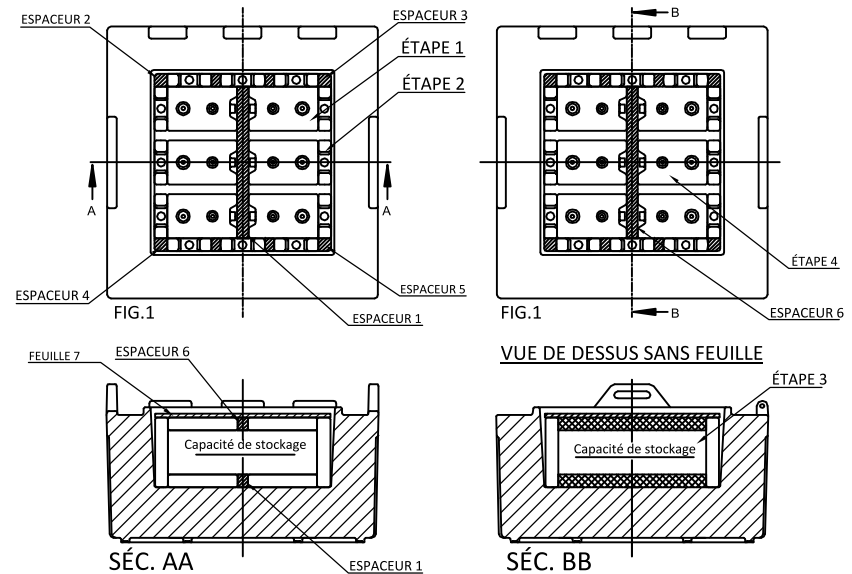 ESPACEUR 2
ESPACEUR 3
ÉTAPE 1
ÉTAPE 2
A
A
ESPACEUR 4
ESPACEUR 5
FIG.1
ESPACEUR 1
B
ÉTAPE 4
B
FIG.1
ESPACEUR 6
VUE DE DESSUS SANS FEUILLE
FEUILLE 7
ESPACEUR 6
Capacité de stockage
SÉC. AA
ESPACEUR 1
ÉTAPE 3
Capacité de stockage
SÉC. BB